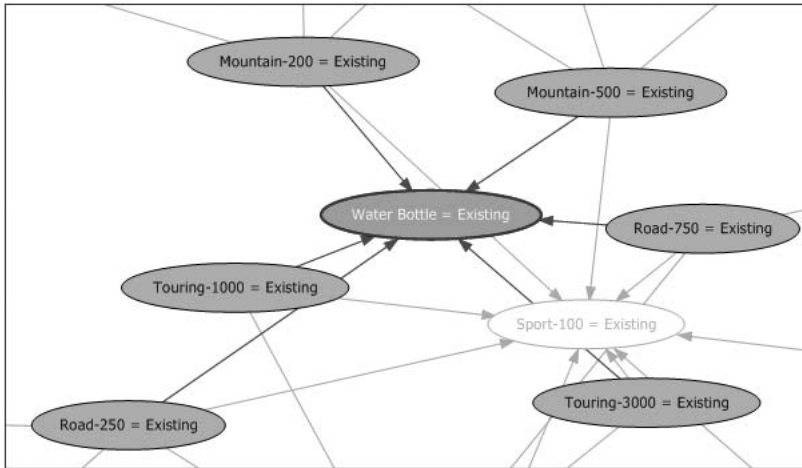 Mountain-200 = Existing
Mountain-500 = Existing
Water Bottle = Existing
Road-750 = Existing
Touring-1000 = Existing
Sport-100 = Existing
Touring-3000 = Existing
Road-250 = Existing